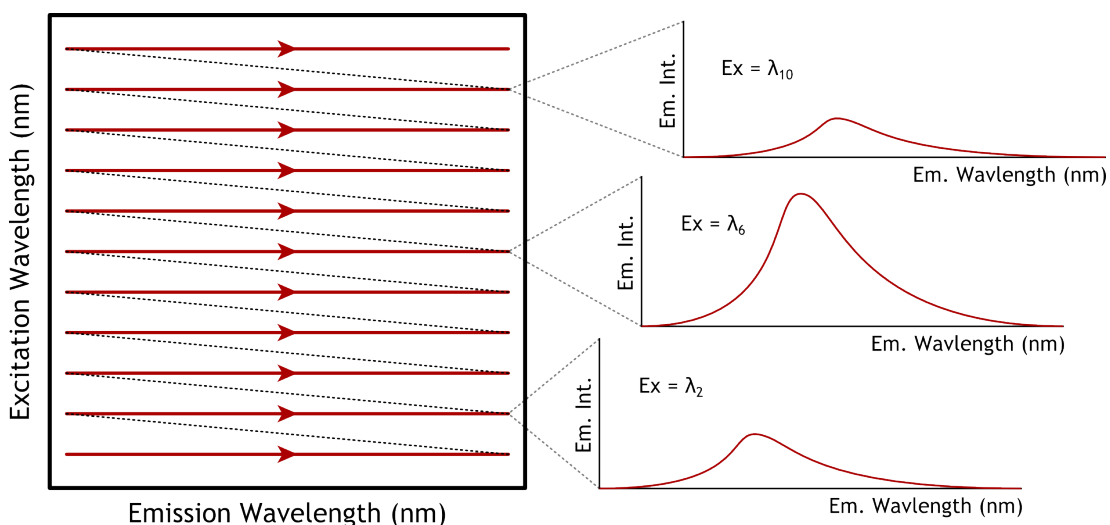 Excitation Wavelength (nm)
Emission Wavelength (nm)
Em. Int.
Ex = λ₁₀
Em. Wavlength (nm)
Em. Int.
Ex = λ₆
Em. Wavlength (nm)
Em. Int.
Ex = λ₂
Em. Wavlength (nm)